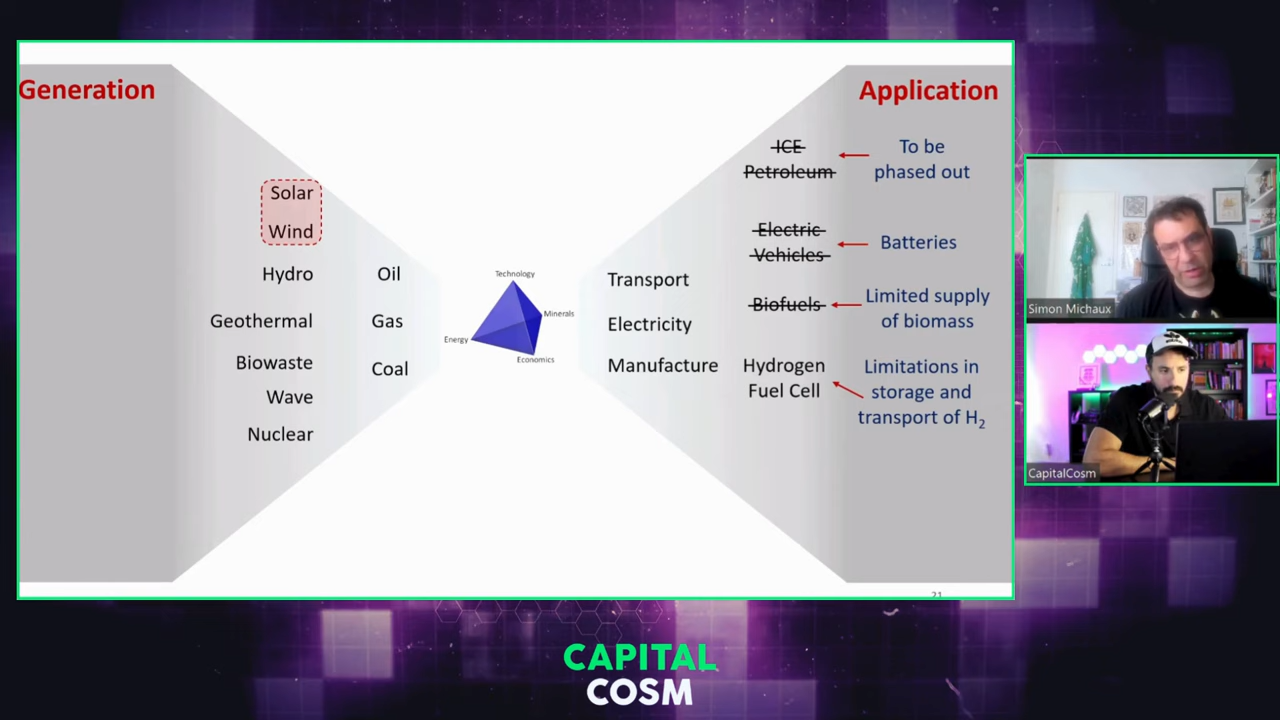 Generation
Application
Solar
Wind
Hydro
Geothermal
Biowaste
Wave
Nuclear
Oil
Gas
Coal
Technology
Minerals
Energy
Economics
Transport
Electricity
Manufacture
ICE
Petroleum
To be
phased out
Electric
Vehicles
Batteries
Biofuels
Limited supply
of biomass
Hydrogen
Fuel Cell
Limitations in
storage and
transport of H₂
21
Simon Michaux
CapitalCosm
CAPITAL
COSM